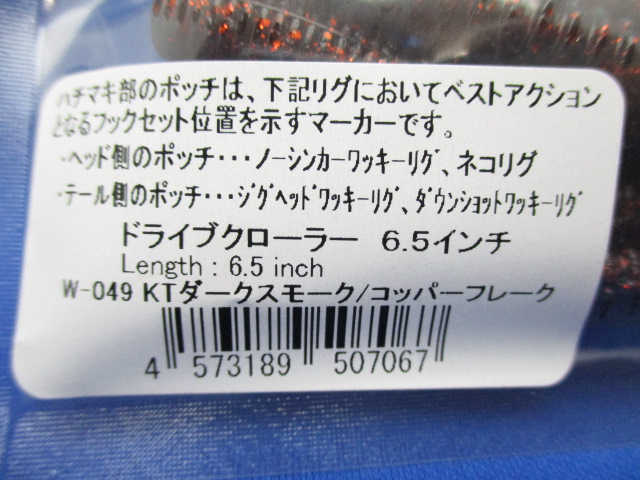 ハチマキ部のポッチは、下記リグにおいてベストアクション
となるフックセット位置を示すマーカーです。
・ヘッド側のポッチ・・・ノーシンカーワッキーリグ、ネコリグ
・テール側のポッチ・・・ジグヘッドワッキーリグ、ダウンショットワッキーリグ
ドライブクローラー 6.5インチ
Length : 6.5 inch
W-049 KTダークスモーク/コッパーフレーク
4 573189 507067